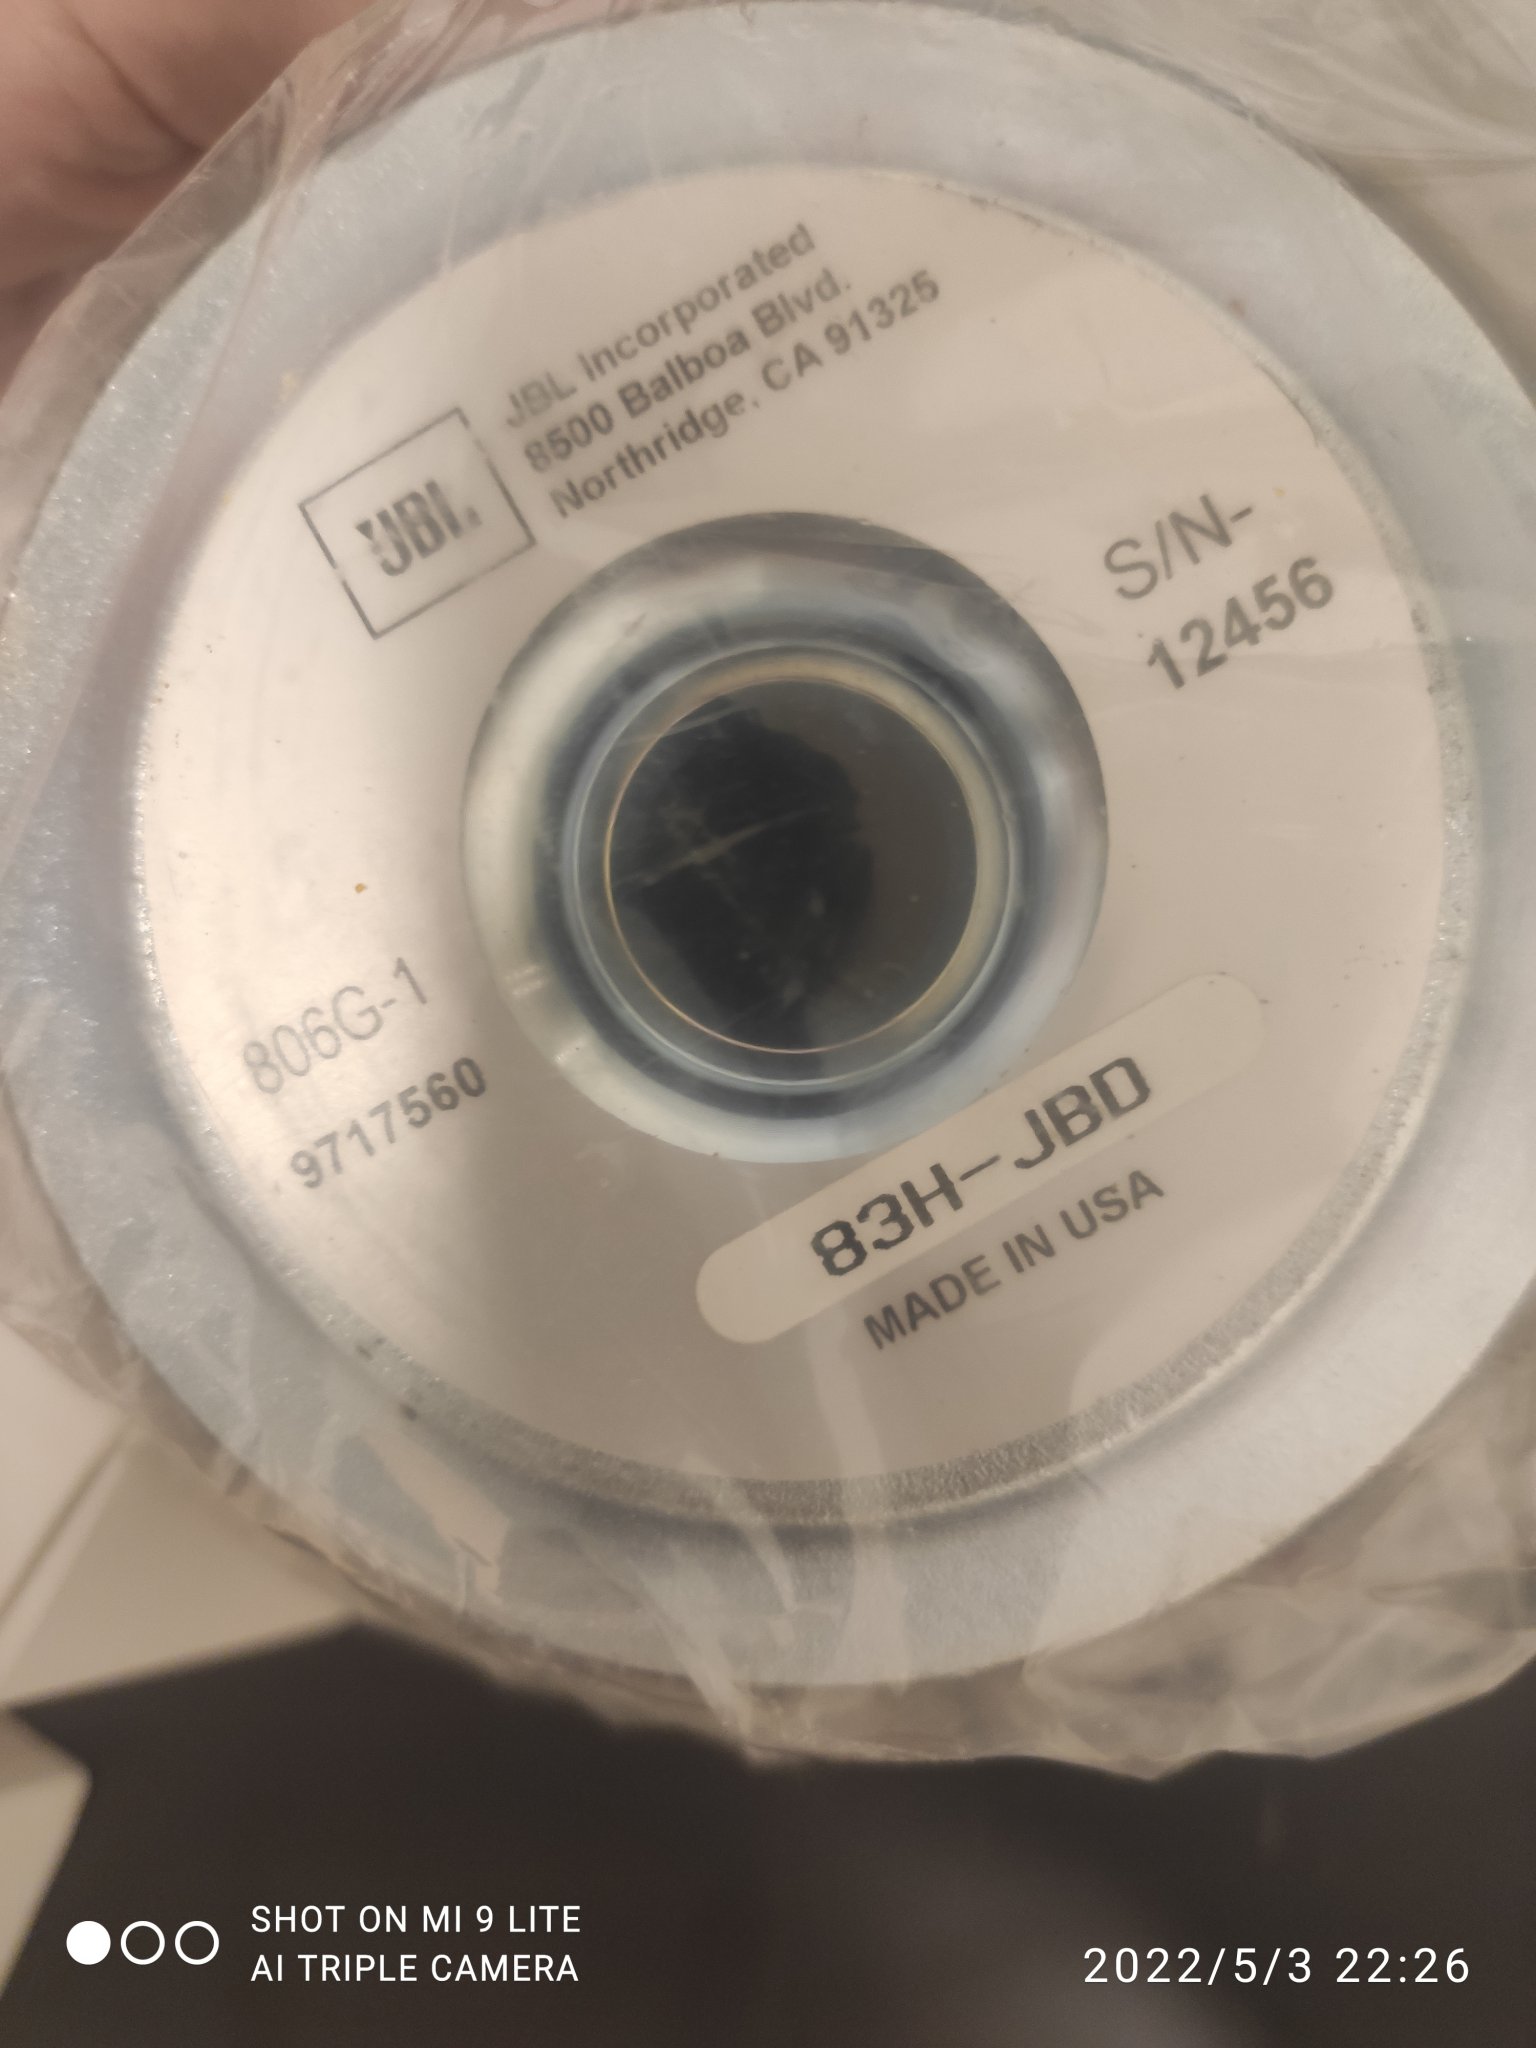 JBL
JBL Incorporated
8500 Balboa Blvd.
Northridge, CA 91325
S/N-
12456
806G-1
9717560
83H-JBD
MADE IN USA
SHOT ON MI 9 LITE
AI TRIPLE CAMERA
2022/5/3 22:26